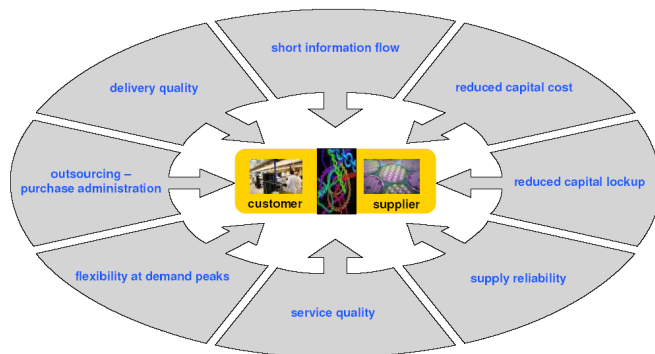 short information flow
delivery quality
reduced capital cost
outsourcing –
purchase administration
reduced capital lockup
customer
supplier
flexibility at demand peaks
supply reliability
service quality